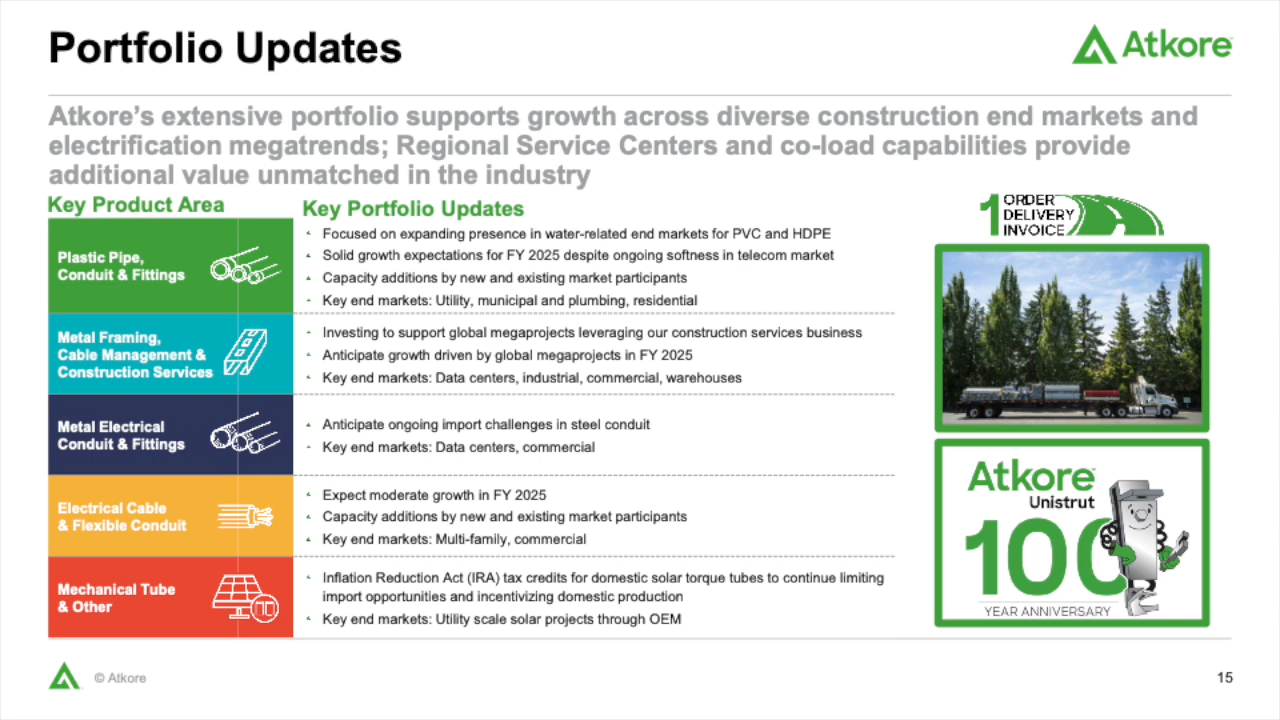 Portfolio Updates
Atkore
Atkore's extensive portfolio supports growth across diverse construction end markets and
electrification megatrends; Regional Service Centers and co-load capabilities provide
additional value unmatched in the industry
Key Product Area
Key Portfolio Updates
Plastic Pipe,
Conduit & Fittings
Focused on expanding presence in water-related end markets for PVC and HDPE
Solid growth expectations for FY 2025 despite ongoing softness in telecom market
Capacity additions by new and existing market participants
Key end markets: Utility, municipal and plumbing, residential
Metal Framing,
Cable Management &
Construction Services
Investing to support global megaprojects leveraging our construction services business
Anticipate growth driven by global megaprojects in FY 2025
Key end markets: Data centers, industrial, commercial, warehouses
Metal Electrical
Conduit & Fittings
Anticipate ongoing import challenges in steel conduit
Key end markets: Data centers, commercial
Electrical Cable
& Flexible Conduit
Expect moderate growth in FY 2025
Capacity additions by new and existing market participants
Key end markets: Multi-family, commercial
Mechanical Tube
& Other
Inflation Reduction Act (IRA) tax credits for domestic solar torque tubes to continue limiting
import opportunities and incentivizing domestic production
Key end markets: Utility scale solar projects through OEM
1 ORDER
DELIVERY
INVOICE
Atkore
Unistrut
100
YEAR ANNIVERSARY
© Atkore
15